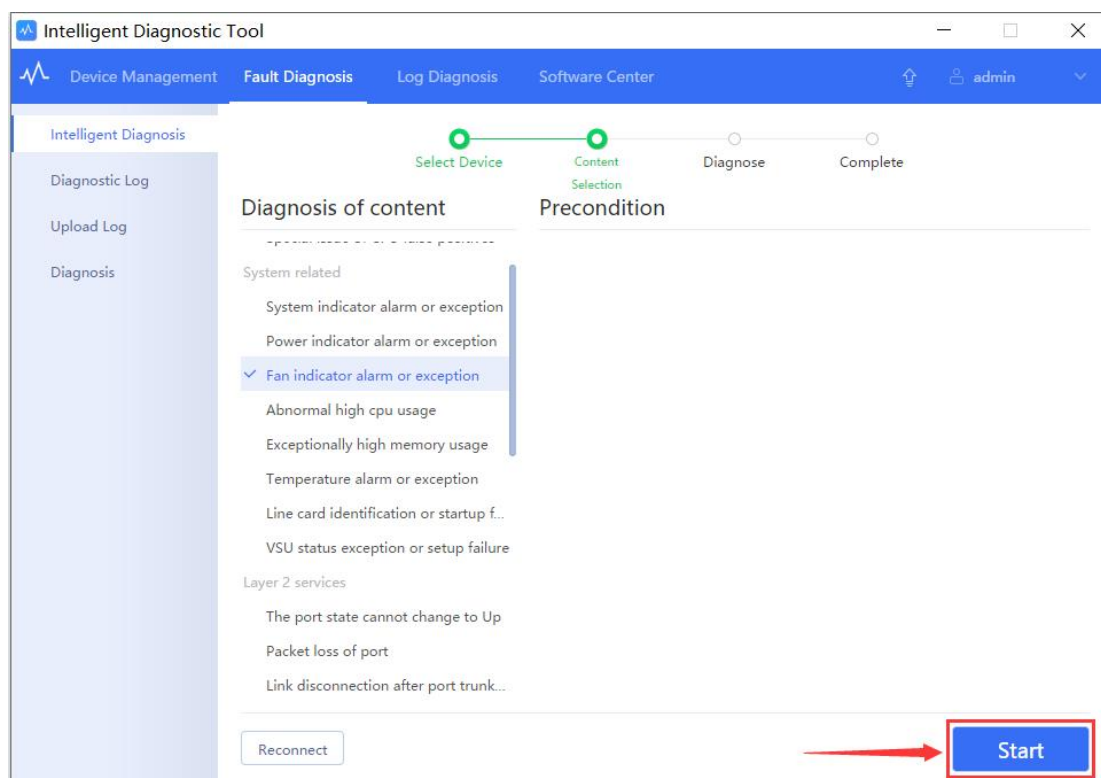 Intelligent Diagnostic Tool
Device Management Fault Diagnosis Log Diagnosis Software Center admin
Intelligent Diagnosis
Diagnostic Log
Upload Log
Diagnosis
Select Device
Content
Selection
Diagnose
Complete
Diagnosis of content
Precondition
System related
System indicator alarm or exception
Power indicator alarm or exception
Fan indicator alarm or exception
Abnormal high cpu usage
Exceptionally high memory usage
Temperature alarm or exception
Line card identification or startup f...
VSU status exception or setup failure
Layer 2 services
The port state cannot change to Up
Packet loss of port
Link disconnection after port trunk...
Reconnect
Start